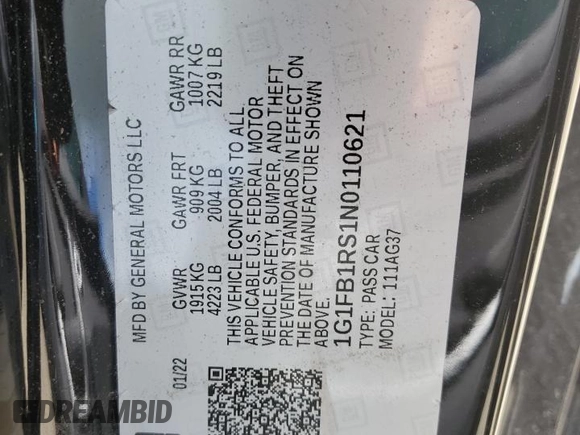 MFD BY GENERAL MOTORS LLC
01/22
GVWR GAWR FRT GAWR RR
1915 KG 909 KG 1007 KG
4223 LB 2004 LB 2219 LB
THIS VEHICLE CONFORMS TO ALL
APPLICABLE U.S. FEDERAL MOTOR
VEHICLE SAFETY, BUMPER, AND THEFT
PREVENTION STANDARDS IN EFFECT ON
THE DATE OF MANUFACTURE SHOWN
ABOVE.
1G1FB1RS1N0110621
TYPE: PASS CAR
MODEL: 111AG37
DREAMBID